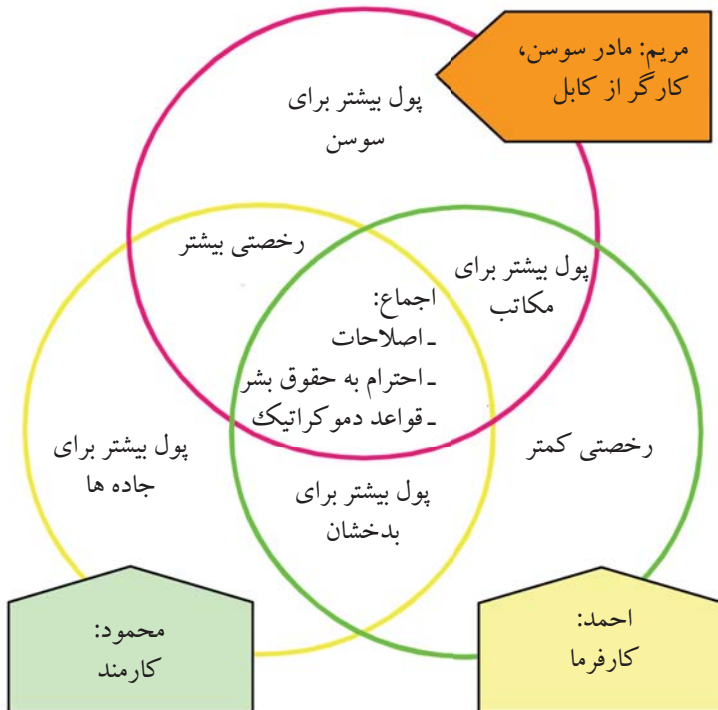 مریم: مادر سوسن،
کارگر از کابل
پول بیشتر برای
سوسن
رخصتی بیشتر
پول بیشتر برای
مکاتب
اجماع:
ـ اصلاحات
ـ احترام به حقوق بشر
ـ قواعد دموکراتیک
رخصتی کمتر
پول بیشتر برای
جاده ها
پول بیشتر برای
بدخشان
احمد:
کارفرما
محمود:
کارمند